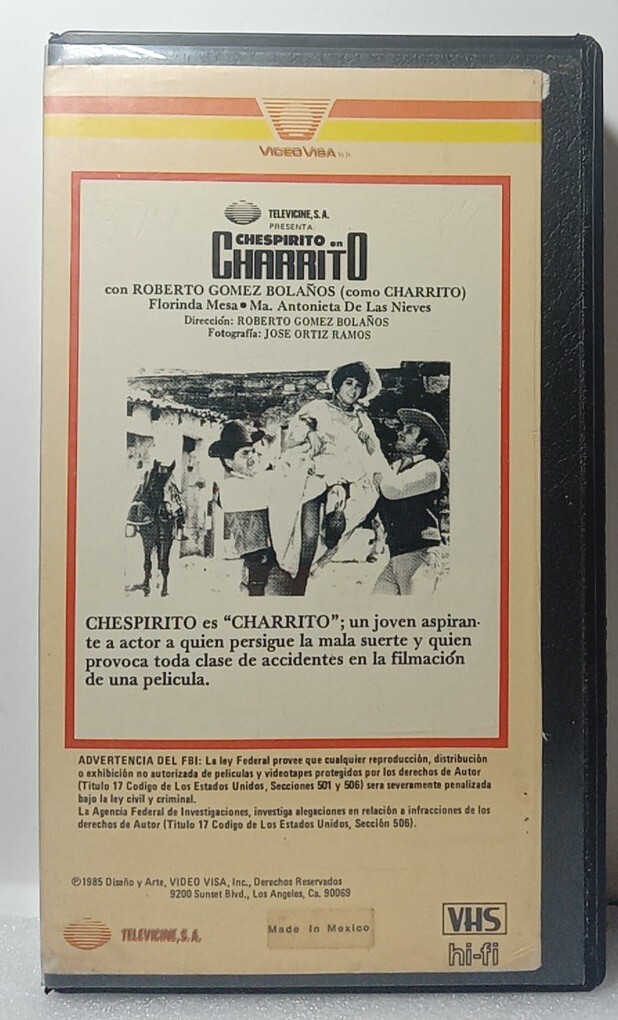 VIDEO VISA
TELEVICINE, S.A.
PRESENTA:
CHESPIRITO en
CHARRITO
con ROBERTO GOMEZ BOLAÑOS (como CHARRITO)
Florinda Mesa • Ma. Antonieta De Las Nieves
Dirección: ROBERTO GOMEZ BOLAÑOS
Fotografía: JOSE ORTIZ RAMOS
CHESPIRITO es “CHARRITO”; un joven aspiran-
te a actor a quien persigue la mala suerte y quien
provoca toda clase de accidentes en la filmación
de una pelicula.
ADVERTENCIA DEL FBI: La ley Federal provee que cualquier reproducción, distribución
o exhibición no autorizada de peliculas y videotapes protegidos por los derechos de Autor
(Titulo 17 Codigo de Los Estados Unidos, Secciones 501 y 506) sera severamente penalizada
bajo la ley civil y criminal.
La Agencia Federal de Investigaciones, investiga alegaciones en relación a infracciones de los
derechos de Autor (Titulo 17 Codigo de Los Estados Unidos, Sección 506).
℗1985 Diseño y Arte, VIDEO VISA, Inc., Derechos Reservados
9200 Sunset Blvd., Los Angeles, Ca. 90069
TELEVICINE, S.A.
Made In Mexico
VHS
hi-fi